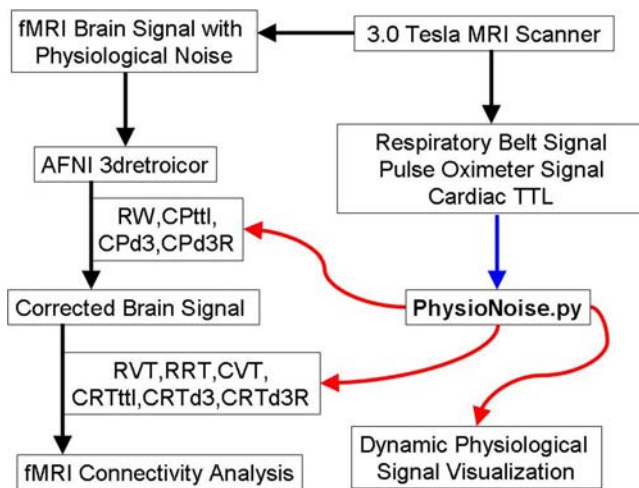 fMRI Brain Signal with
Physiological Noise
3.0 Tesla MRI Scanner
AFNI 3dretroicor
Respiratory Belt Signal
Pulse Oximeter Signal
Cardiac TTL
RW,CPttl,
CPd3,CPd3R
Corrected Brain Signal
PhysioNoise.py
RVT,RRT,CVT,
CRTttl,CRTd3,CRTd3R
fMRI Connectivity Analysis
Dynamic Physiological
Signal Visualization